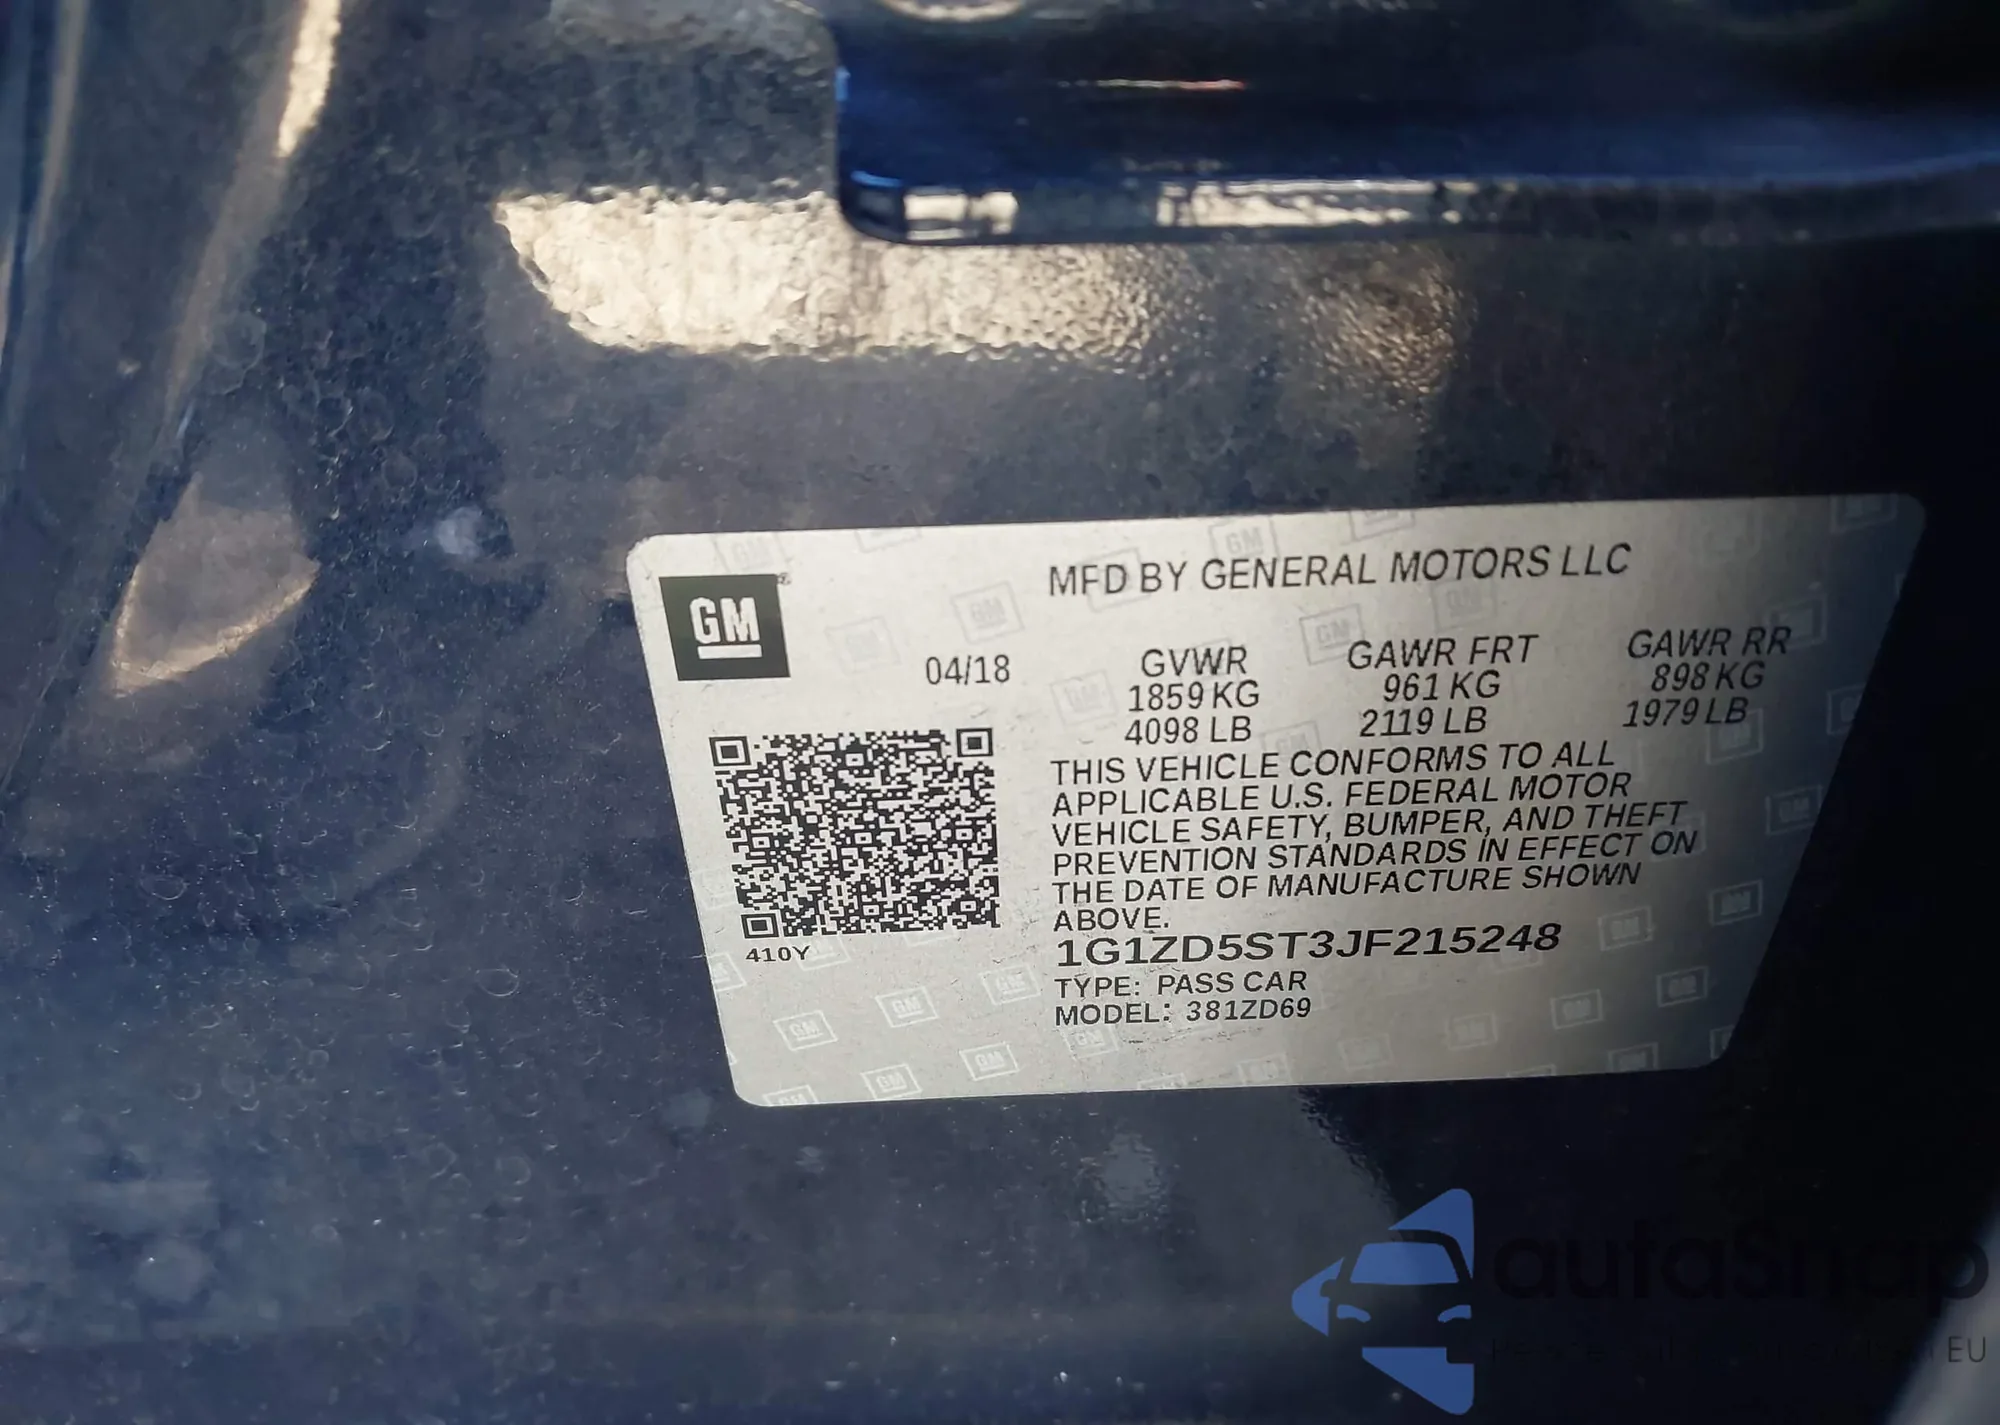 MFD BY GENERAL MOTORS LLC
GM
04/18
GVWR GAWR FRT GAWR RR
1859 KG 961 KG 898 KG
4098 LB 2119 LB 1979 LB
THIS VEHICLE CONFORMS TO ALL
APPLICABLE U.S. FEDERAL MOTOR
VEHICLE SAFETY, BUMPER, AND THEFT
PREVENTION STANDARDS IN EFFECT ON
THE DATE OF MANUFACTURE SHOWN
ABOVE.
410Y
1G1ZD5ST3JF215248
TYPE: PASS CAR
MODEL: 381ZD69
EU